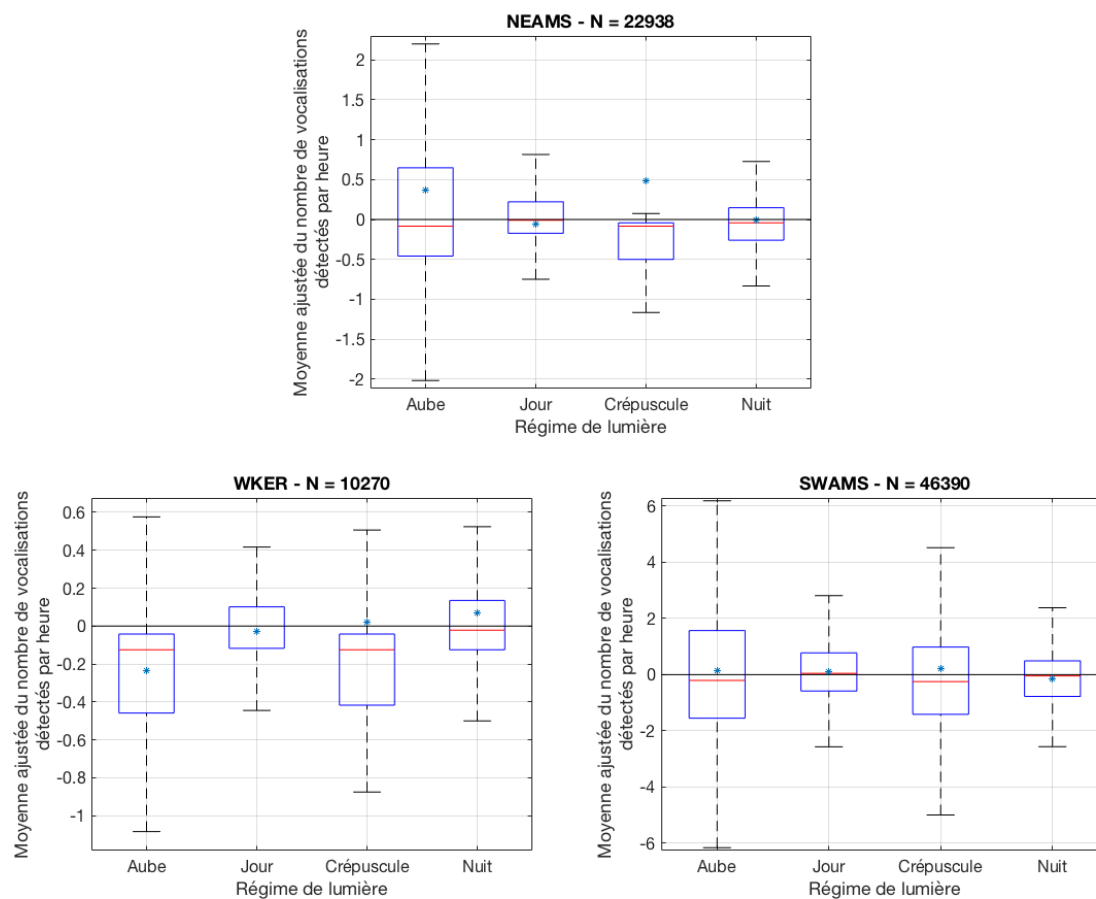 NEAMS - N = 22938
Moyenne ajustée du nombre de vocalisations
détectés par heure
2
1.5
1
0.5
0
-0.5
-1
-1.5
-2
Aube Jour Crépuscule Nuit
Régime de lumière
WKER - N = 10270
Moyenne ajustée du nombre de vocalisations
détectés par heure
0.6
0.4
0.2
0
-0.2
-0.4
-0.6
-0.8
-1
Aube Jour Crépuscule Nuit
Régime de lumière
SWAMS - N = 46390
Moyenne ajustée du nombre de vocalisations
détectés par heure
6
4
2
0
-2
-4
-6
Aube Jour Crépuscule Nuit
Régime de lumière